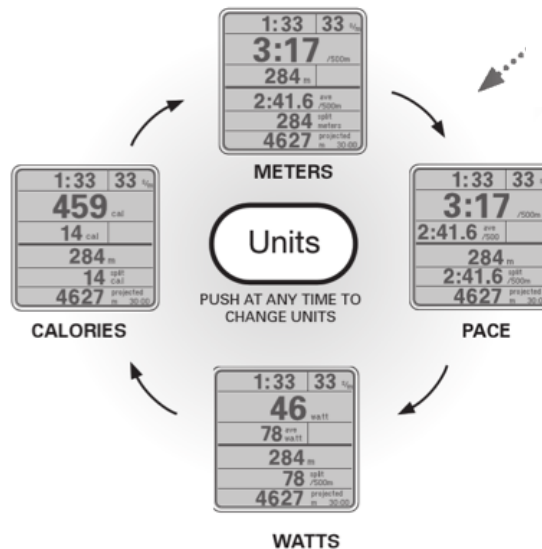 1:33 33 s/m
3:17 /500m
284 m
2:41.6 ave /500m
284 split meters
4627 projected m 30:00
METERS
1:33 33 s/m
459 cal
14 cal
284 m
14 split cal
4627 projected m 30:00
CALORIES
Units
PUSH AT ANY TIME TO
CHANGE UNITS
1:33 33
3:17 /500m
2:41.6 ave /500
284 m
2:41.6 split /500m
4627 projected m 30:00
PACE
1:33 33 s/m
46 watt
78 ave watt
284 m
78 split /500m
4627 projected m 30:00
WATTS